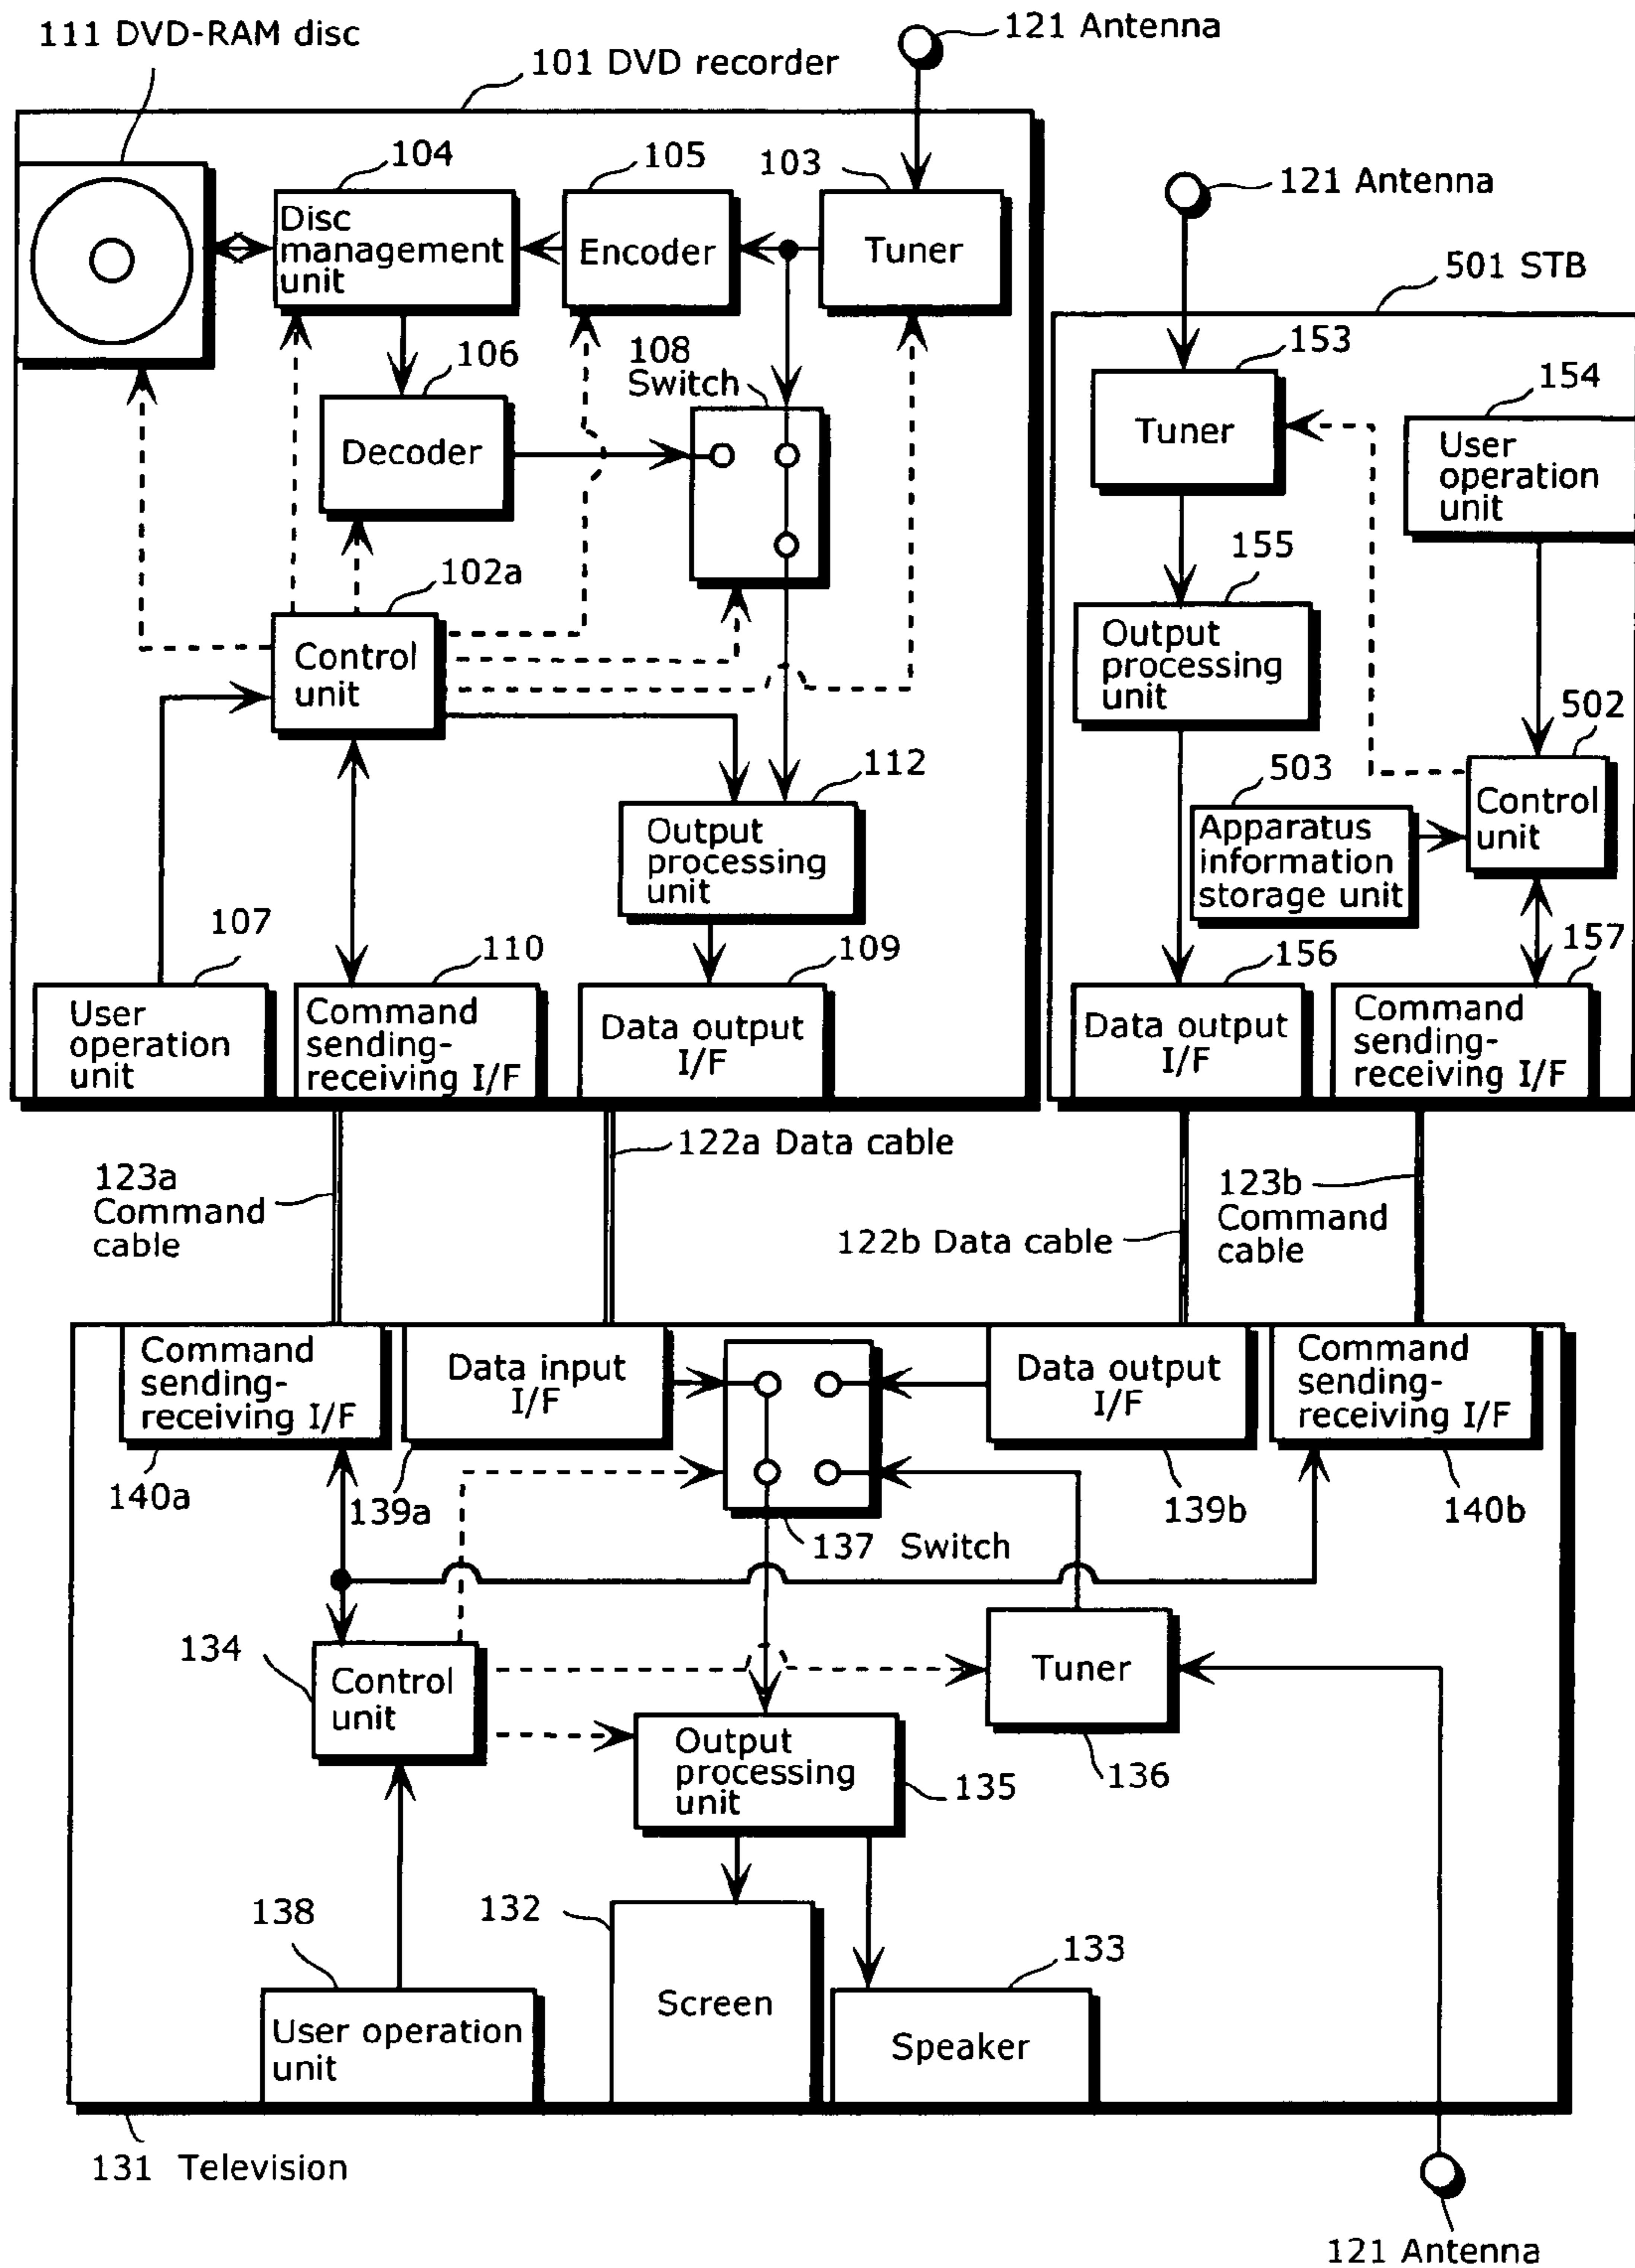 111 DVD-RAM disc
101 DVD recorder
121 Antenna
104
105
103
Disc
management
unit
Encoder
Tuner
121 Antenna
501 STB
106
108
Switch
153
154
Decoder
Tuner
User
operation
unit
102a
155
Control
unit
Output
processing
unit
502
112
503
Control
unit
Output
processing
unit
Apparatus
information
storage unit
107
110
109
156
157
User
operation
unit
Command
sending-
receiving I/F
Data output
I/F
Data output
I/F
Command
sending-
receiving I/F
122a Data cable
123a
Command
cable
123b
Command
cable
122b Data cable
Command
sending-
receiving I/F
Data input
I/F
Data output
I/F
Command
sending-
receiving I/F
140a
139a
137 Switch
139b
140b
134
Control
unit
Tuner
Output
processing
unit
135
136
138
132
133
Screen
User operation
unit
Speaker
131 Television
121 Antenna